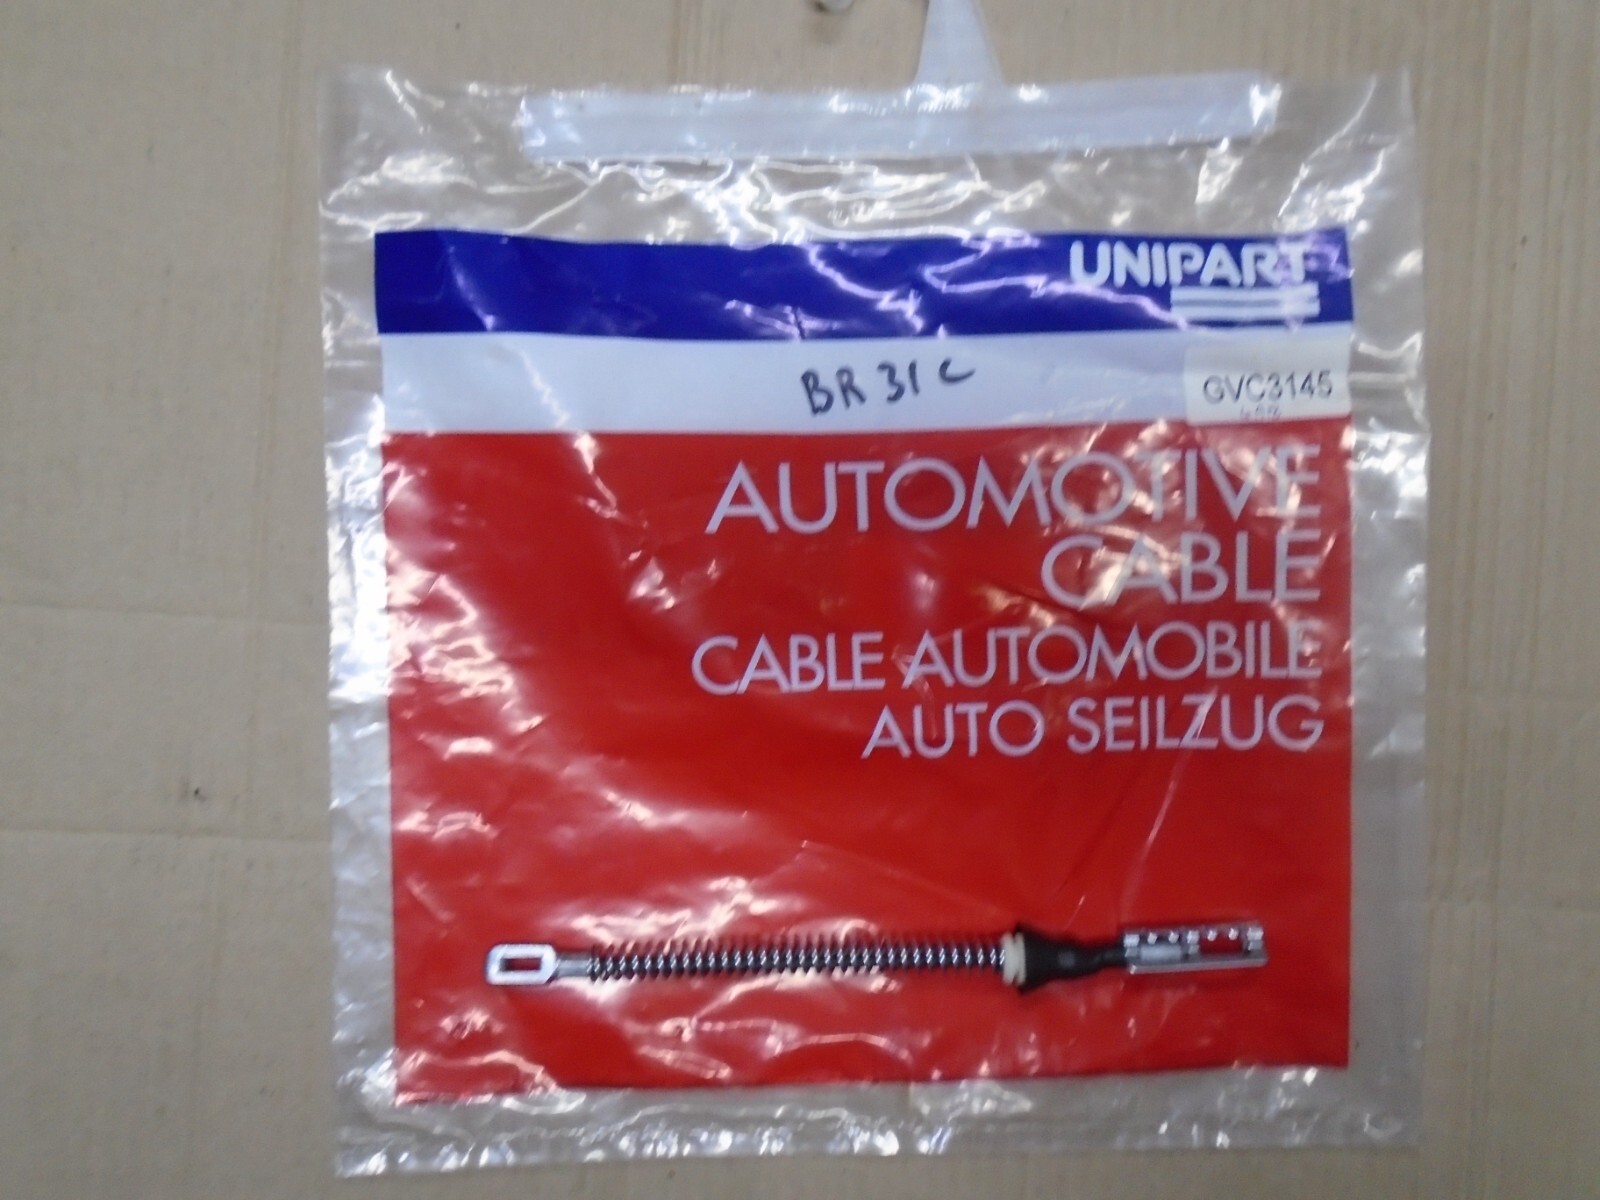 UNIPART
BR 31 C
GVC3145
AUTOMOTIVE
CABLE
CABLE AUTOMOBILE
AUTO SEILZUG